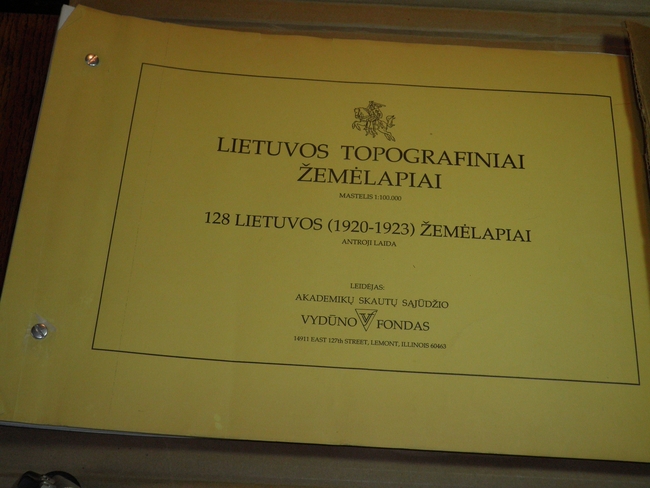 LIETUVOS TOPOGRAFINIAI
ŽEMĖLAPIAI
MASTELIS 1:100.000
128 LIETUVOS (1920-1923) ŽEMĖLAPIAI
ANTROJI LAIDA
LEIDĖJAS:
AKADEMIKŲ SKAUTŲ SĄJŪDŽIO
VYDŪNO V FONDAS
14911 EAST 127th STREET, LEMONT, ILLINOIS 60463